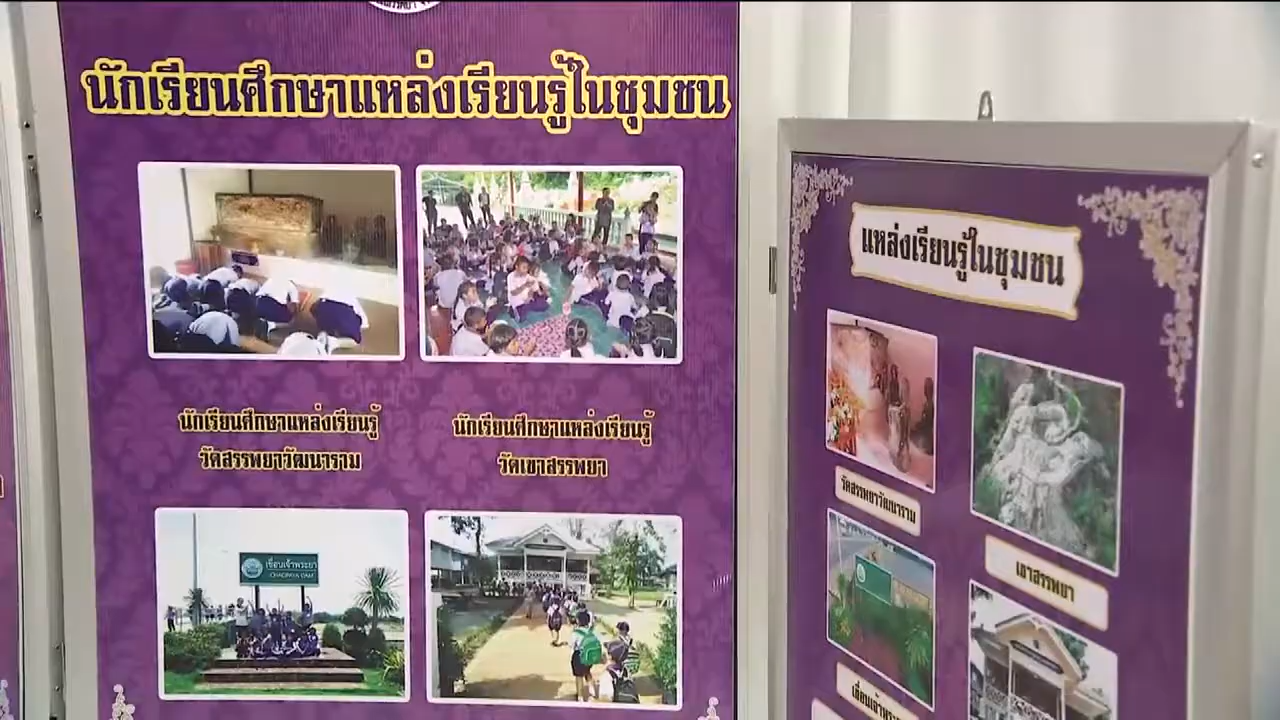 นักเรียนศึกษาแหล่งเรียนรู้ในชุมชน
นักเรียนศึกษาแหล่งเรียนรู้
วัดสรรพยาวัฒนาราม
นักเรียนศึกษาแหล่งเรียนรู้
วัดเขาสรรพยา
เขื่อนเจ้าพระยา
CHAOPAYA DAM
แหล่งเรียนรู้ในชุมชน
วัดสรรพยาวัฒนาราม
เขาสรรพยา